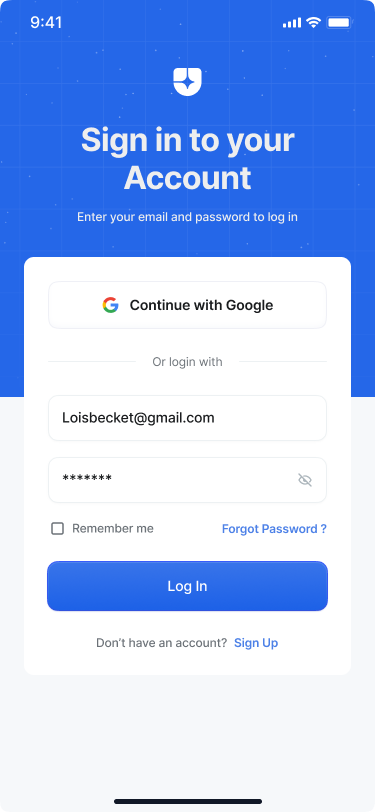 9:41
Sign in to your
Account
Enter your email and password to log in
Continue with Google
Or login with
Loisbecket@gmail.com
*******
Remember me
Forgot Password ?
Log In
Don’t have an account? Sign Up